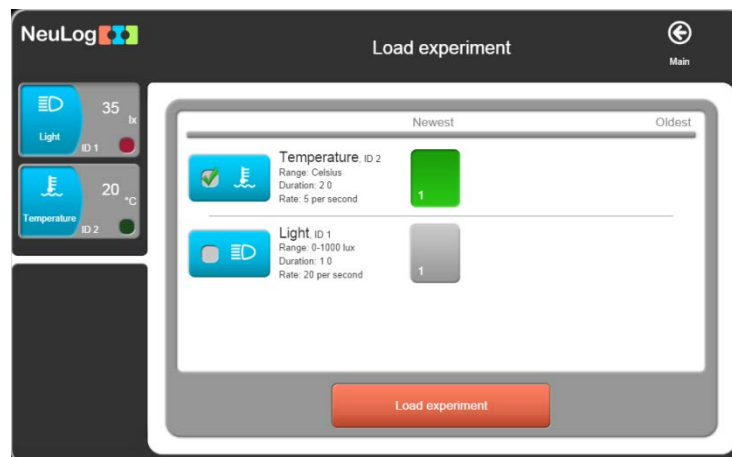 NeuLog
Load experiment
Main
35 lx
Light
ID 1
20 °C
Temperature
ID 2
Newest
Oldest
Temperature, ID 2
Range: Celsius
Duration: 2 0
Rate: 5 per second
1
Light, ID 1
Range: 0-1000 lux
Duration: 1 0
Rate: 20 per second
1
Load experiment